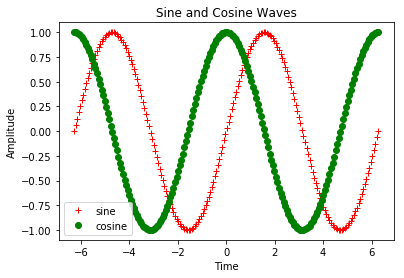 Sine and Cosine Waves
1.00
0.75
0.50
0.25
0.00
−0.25
−0.50
−0.75
−1.00
Amplitude
sine
cosine
−6 −4 −2 0 2 4 6
Time